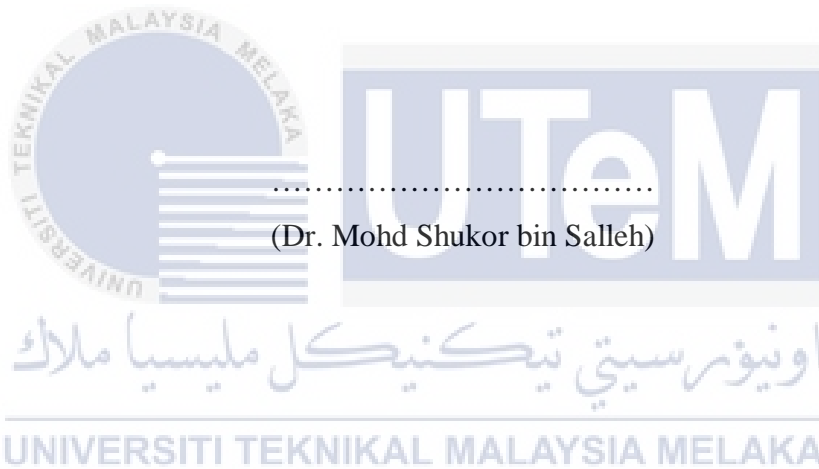 UNIVERSITI TEKNIKAL MALAYSIA MELAKA
UTeM
.....................................
(Dr. Mohd Shukor bin Salleh)
اونيۏرسيتي تيكنيكل مليسيا ملاك
UNIVERSITI TEKNIKAL MALAYSIA MELAKA